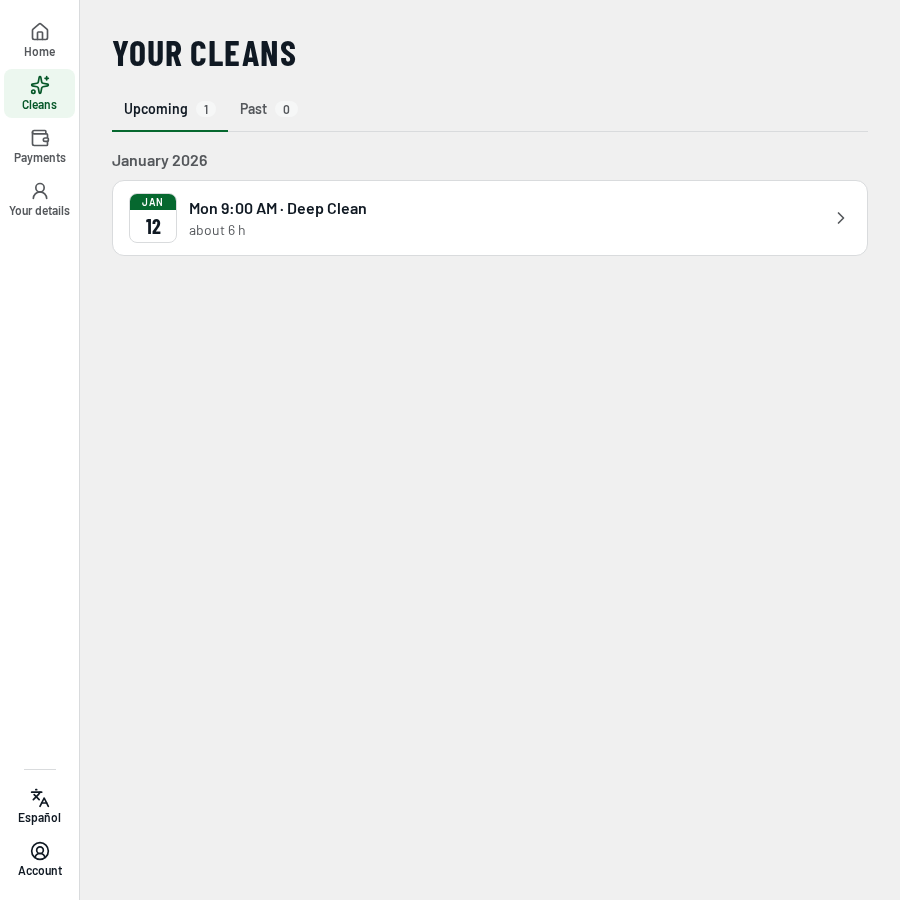 Home
Cleans
Payments
Your details
Español
Account
YOUR CLEANS
Upcoming 1 Past 0
January 2026
JAN
12
Mon 9:00 AM · Deep Clean
about 6 h